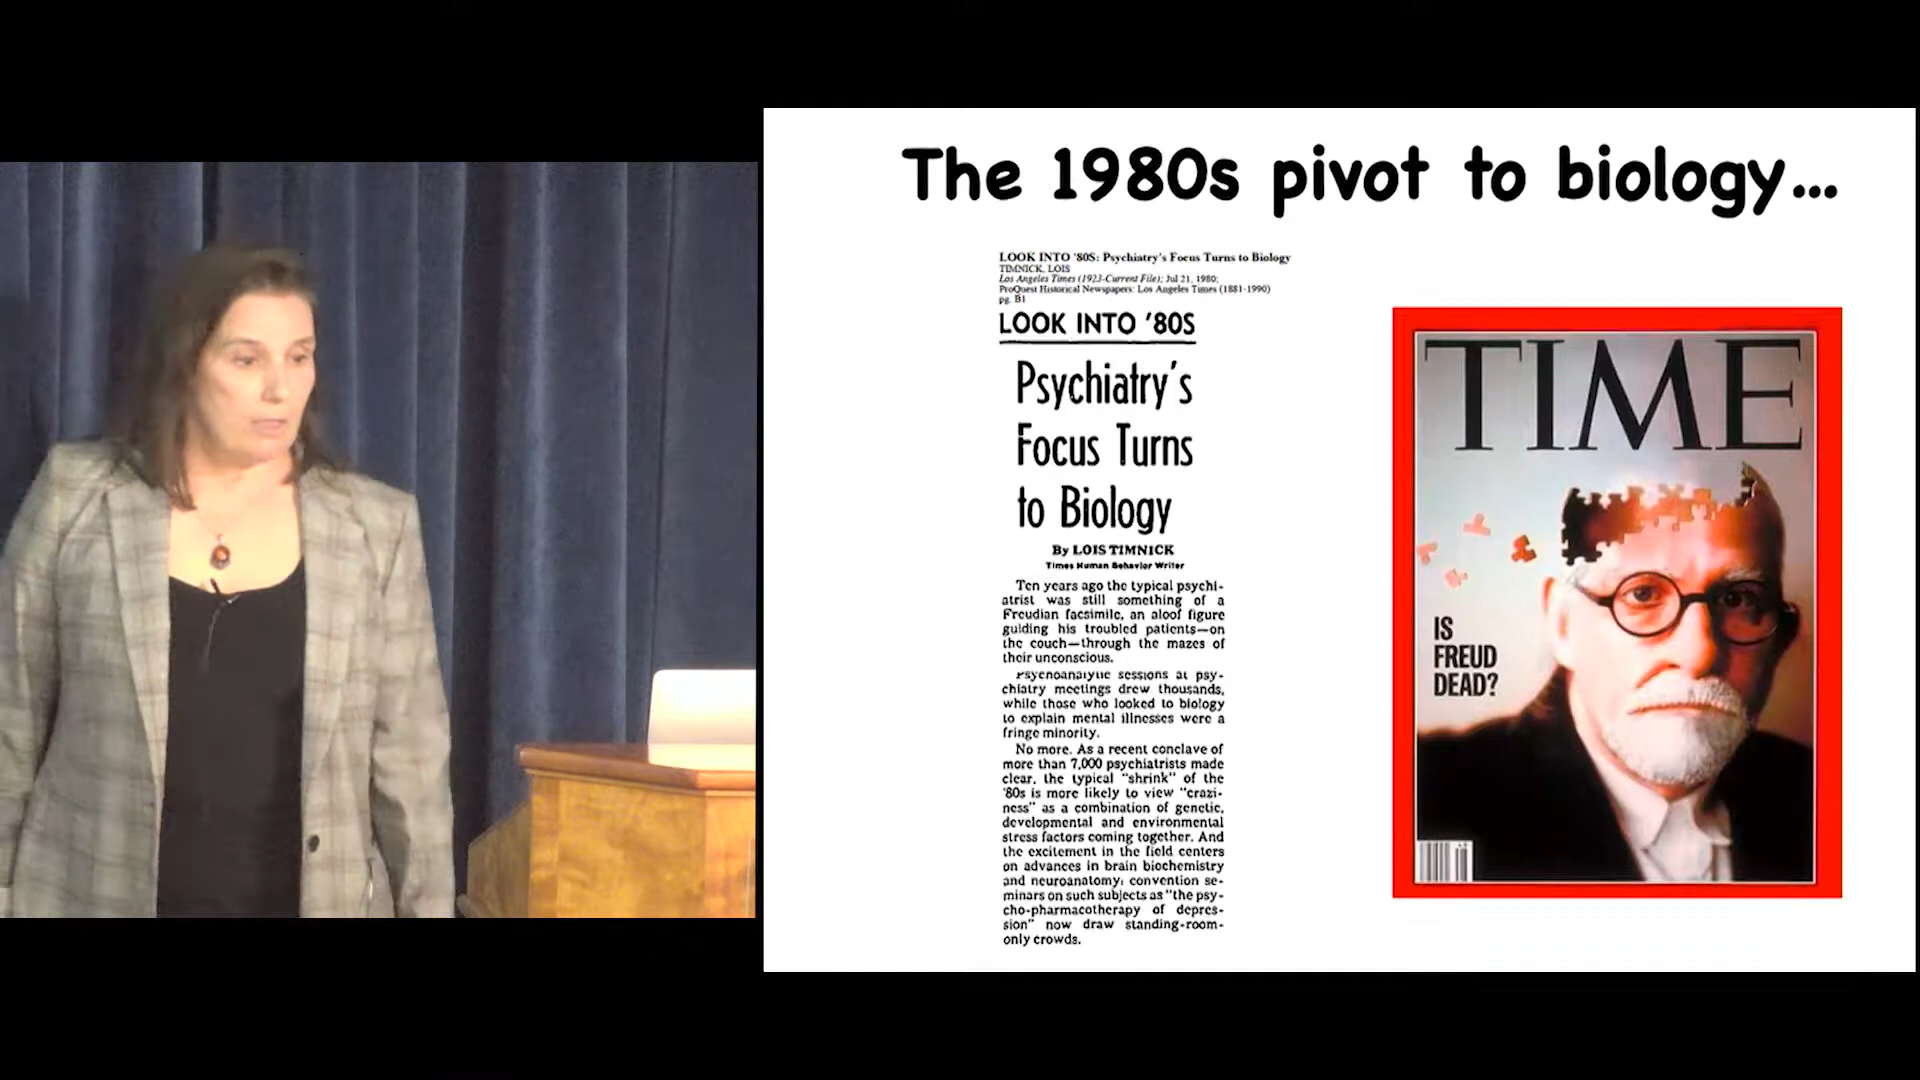 The 1980s pivot to biology...
LOOK INTO '80S: Psychiatry's Focus Turns to Biology
TIMNICK, LOIS
Los Angeles Times (1923-Current File); Jul 21, 1980;
ProQuest Historical Newspapers: Los Angeles Times (1881-1990)
pg. B1
LOOK INTO '80S
Psychiatry's
Focus Turns
to Biology
By LOIS TIMNICK
Times Human Behavior Writer
Ten years ago the typical psychi-
atrist was still something of a
Freudian facsimile, an aloof figure
guiding his troubled patients—on
the couch—through the mazes of
their unconscious.
Psychoanalytic sessions at psy-
chiatry meetings drew thousands,
while those who looked to biology
to explain mental illnesses were a
fringe minority.
No more. As a recent conclave of
more than 7,000 psychiatrists made
clear, the typical "shrink" of the
'80s is more likely to view "crazi-
ness" as a combination of genetic,
developmental and environmental
stress factors coming together. And
the excitement in the field centers
on advances in brain biochemistry
and neuroanatomy; convention se-
minars on such subjects as "the psy-
cho-pharmacotherapy of depres-
sion" now draw standing-room-
only crowds.
TIME
IS
FREUD
DEAD?